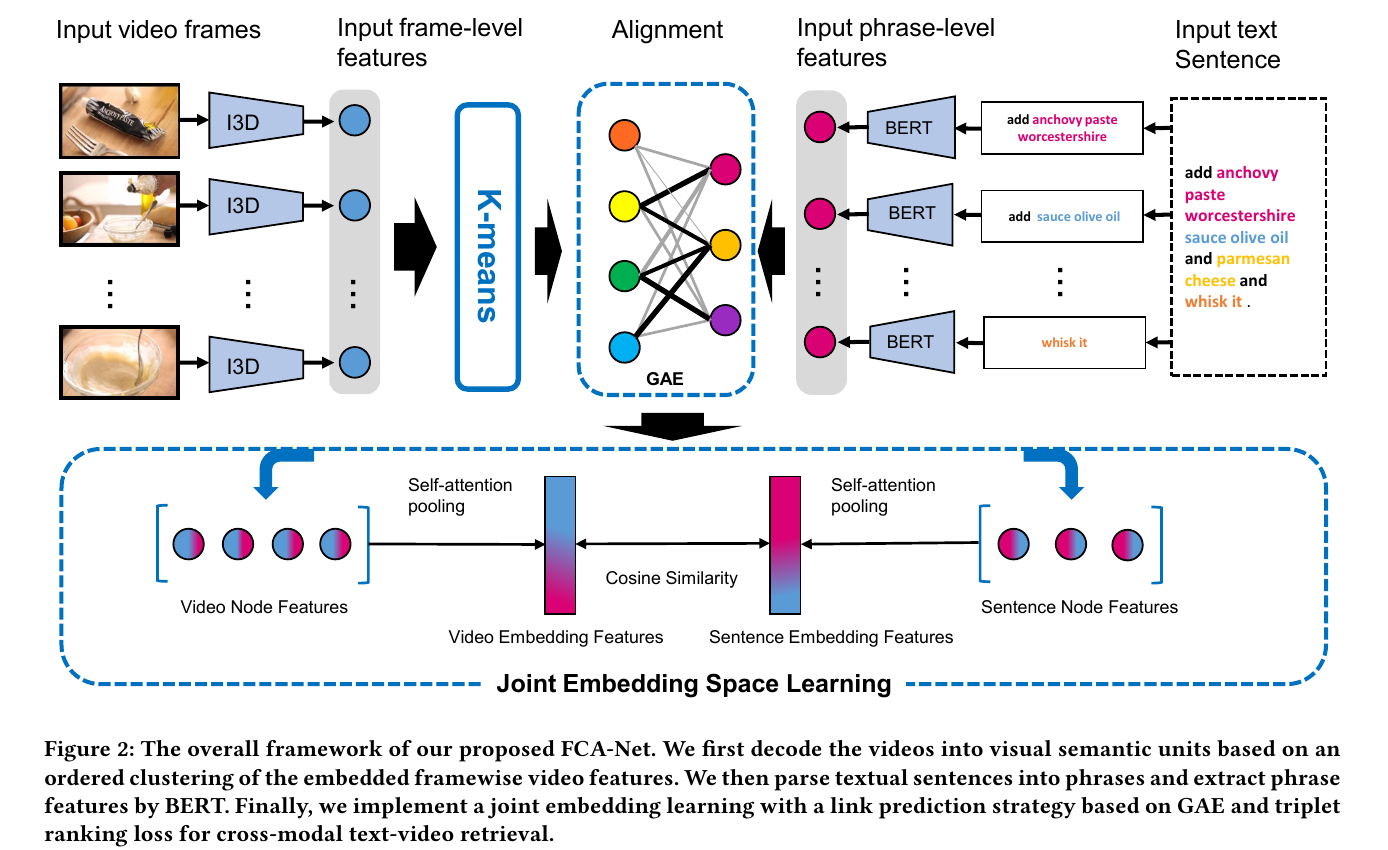 Input video frames
Input frame-level
features
Alignment
Input phrase-level
features
Input text
Sentence
ANCHOVY PASTE
I3D
I3D
I3D
K-means
GAE
BERT
BERT
BERT
add anchovy paste
worcestershire
add sauce olive oil
whisk it
add anchovy
paste
worcestershire
sauce olive oil
and parmesan
cheese and
whisk it .
Self-attention
pooling
Self-attention
pooling
Cosine Similarity
Video Node Features
Sentence Node Features
Video Embedding Features
Sentence Embedding Features
Joint Embedding Space Learning
Figure 2: The overall framework of our proposed FCA-Net. We first decode the videos into visual semantic units based on an
ordered clustering of the embedded framewise video features. We then parse textual sentences into phrases and extract phrase
features by BERT. Finally, we implement a joint embedding learning with a link prediction strategy based on GAE and triplet
ranking loss for cross-modal text-video retrieval.